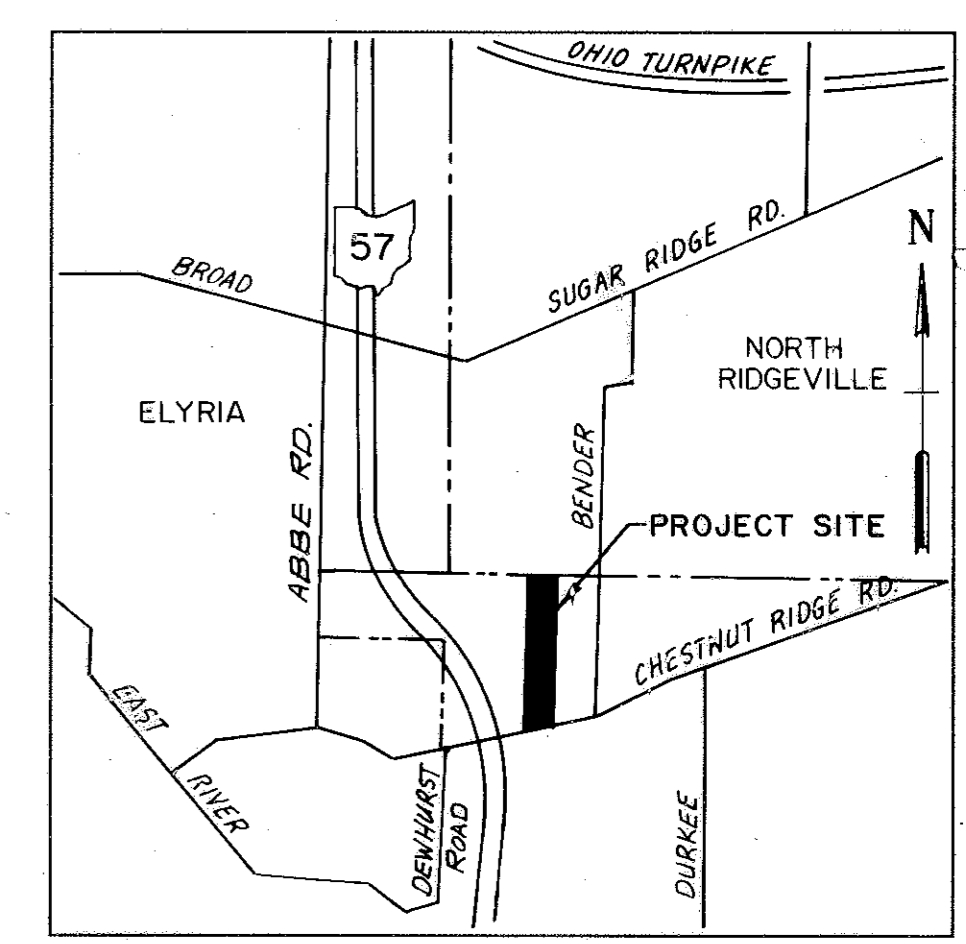 OHIO TURNPIKE
57
BROAD
SUGAR RIDGE RD.
N
NORTH
RIDGEVILLE
ELYRIA
ABBE RD.
BENDER
PROJECT SITE
CHESTNUT RIDGE RD.
EAST
RIVER
DEWHURST
ROAD
DURKEE